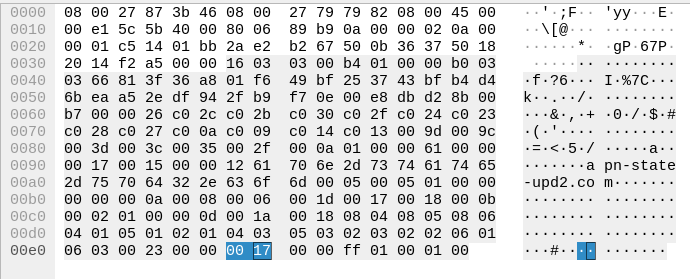 0000 08 00 27 87 3b 46 08 00 27 79 79 82 08 00 45 00 ··'·;F·· 'yy···E·
0010 00 e1 5c 5b 40 00 80 06 89 b9 0a 00 00 02 0a 00 ··\[@··· ········
0020 00 01 c5 14 01 bb 2a e2 b2 67 50 0b 36 37 50 18 ······*· ·gP·67P·
0030 20 14 f2 a5 00 00 16 03 03 00 b4 01 00 00 b0 03 ········ ········
0040 03 66 81 3f 36 a8 01 f6 49 bf 25 37 43 bf b4 d4 ·f·?6··· I·%7C···
0050 6b ea a5 2e df 94 2f b9 f7 0e 00 e8 db d2 8b 00 k··.··/· ········
0060 b7 00 00 26 c0 2c c0 2b c0 30 c0 2f c0 24 c0 23 ···&·,·+ ·0·/·$·#
0070 c0 28 c0 27 c0 0a c0 09 c0 14 c0 13 00 9d 00 9c ·(·'···· ········
0080 00 3d 00 3c 00 35 00 2f 00 0a 01 00 00 61 00 00 ·=·<·5·/ ·····a··
0090 00 17 00 15 00 00 12 61 70 6e 2d 73 74 61 74 65 ·······a pn-state
00a0 2d 75 70 64 32 2e 63 6f 6d 00 05 00 05 01 00 00 -upd2.co m·······
00b0 00 00 00 0a 00 08 00 06 00 1d 00 17 00 18 00 0b ········ ········
00c0 00 02 01 00 00 0d 00 1a 00 18 08 04 08 05 08 06 ········ ········
00d0 04 01 05 01 02 01 04 03 05 03 02 03 02 02 06 01 ········ ········
00e0 06 03 00 23 00 00 00 17 00 00 ff 01 00 01 00 ···#···· ·······